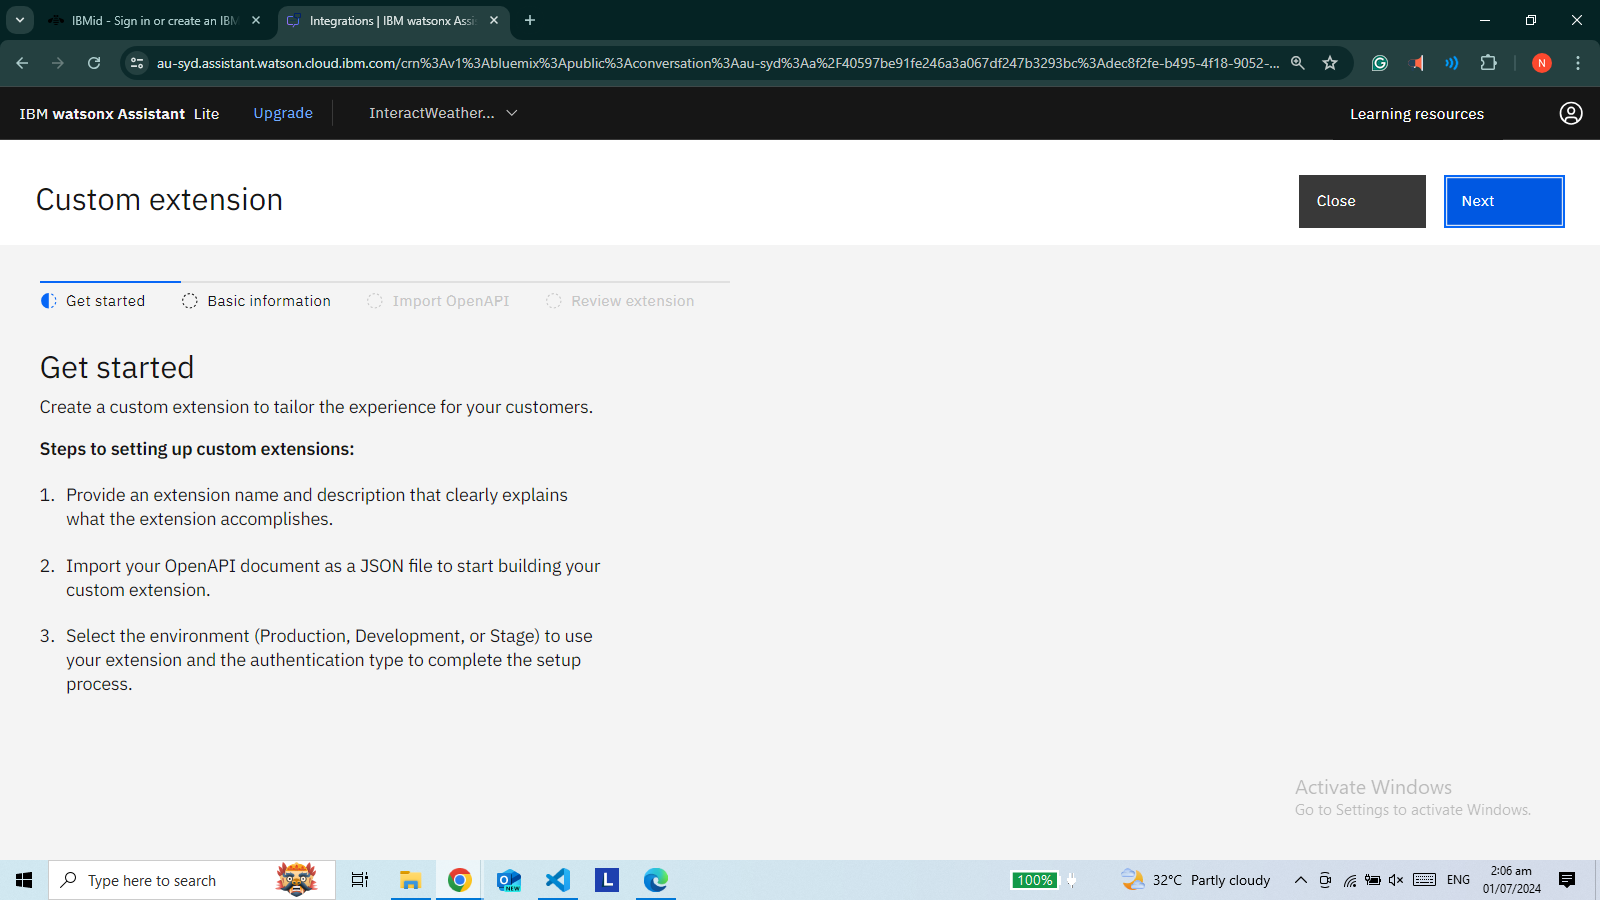 IBMid - Sign in or create an IBM
Integrations | IBM watsonx Assis
au-syd.assistant.watson.cloud.ibm.com/crn%3Av1%3Abluemix%3Apublic%3Aconversation%3Aau-syd%3Aa%2F40597be91fe246a3a067df247b3293bc%3Adec8f2fe-b495-4f18-9052-...
N
IBM watsonx Assistant Lite
Upgrade
InteractWeather...
Learning resources
Custom extension
Close
Next
Get started
Basic information
Import OpenAPI
Review extension
Get started
Create a custom extension to tailor the experience for your customers.
Steps to setting up custom extensions:
1. Provide an extension name and description that clearly explains
what the extension accomplishes.
2. Import your OpenAPI document as a JSON file to start building your
custom extension.
3. Select the environment (Production, Development, or Stage) to use
your extension and the authentication type to complete the setup
process.
Activate Windows
Go to Settings to activate Windows.
Type here to search
NEW
L
100%
32°C Partly cloudy
ENG
2:06 am
01/07/2024